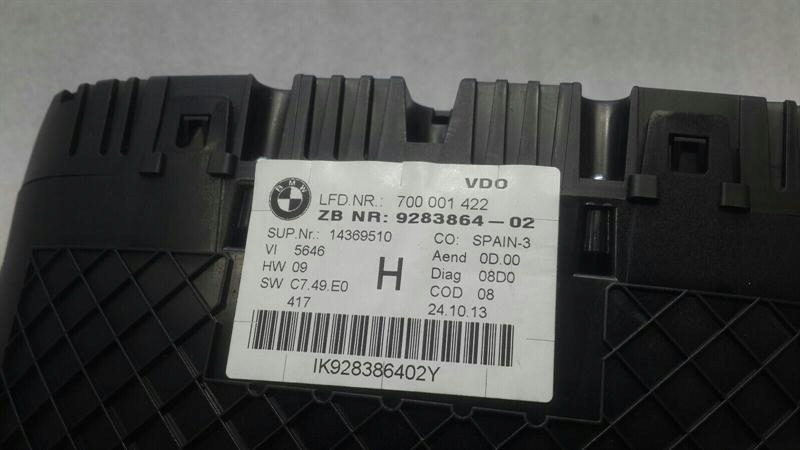 VDO
BMW
LFD.NR.: 700 001 422
ZB NR: 9283864-02
SUP.Nr.: 14369510 CO: SPAIN-3
VI 5646 Aend 0D.00
HW 09 H Diag 08D0
SW C7.49.E0 COD 08
417 24.10.13
IK928386402Y